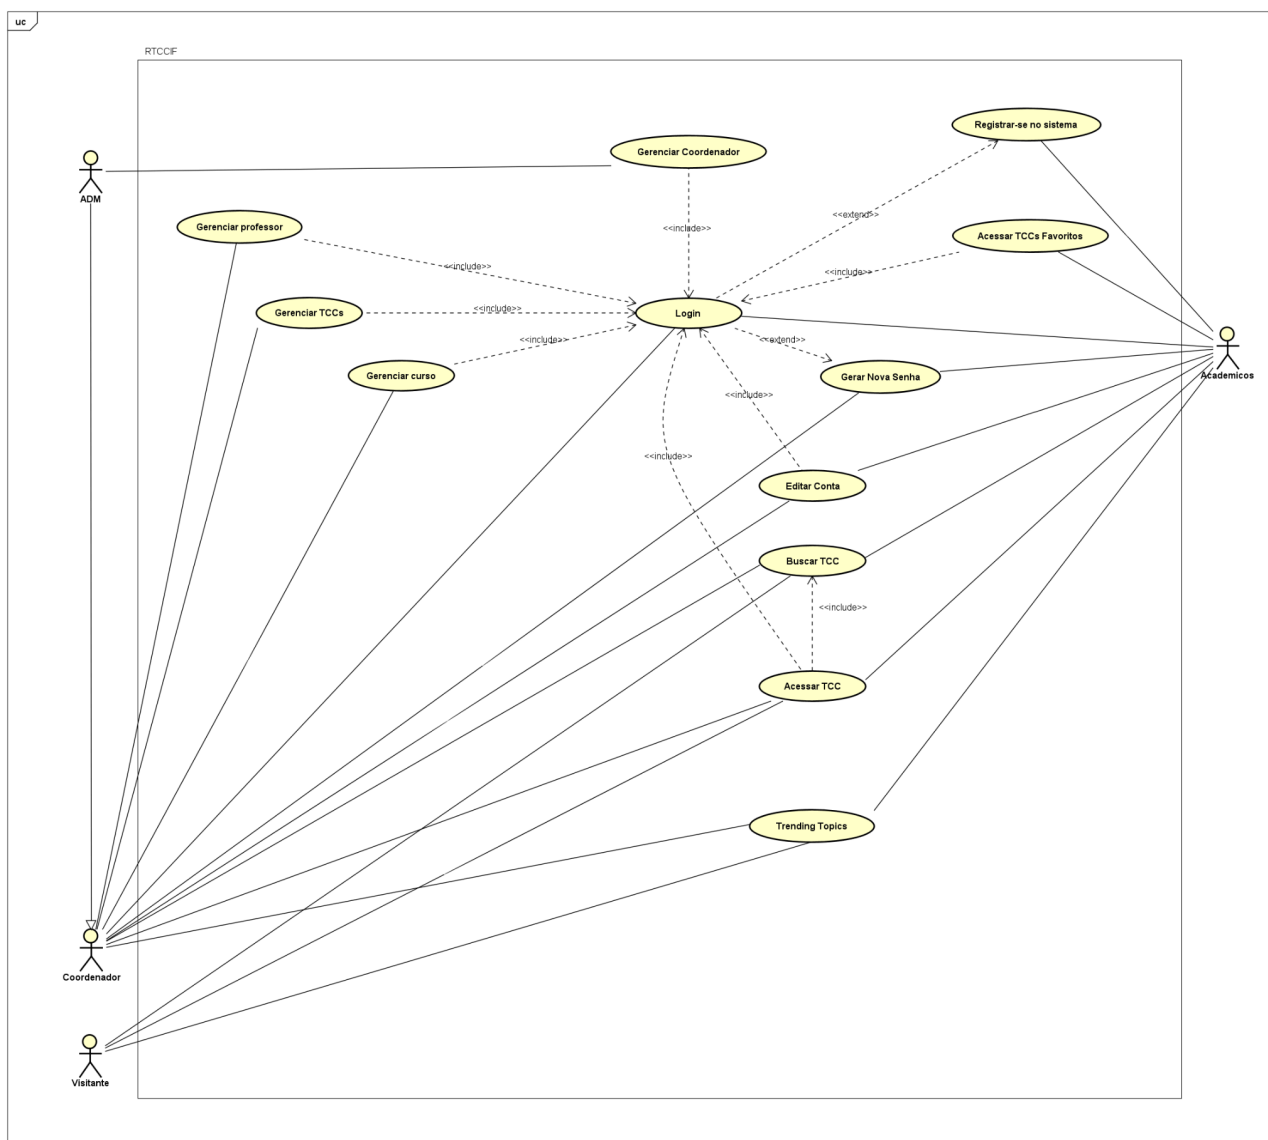 uc
RTCCIF
Registrar-se no sistema
Gerenciar Coordenador
ADM
<<extend>>
Gerenciar professor
<<include>>
Acessar TCCs Favoritos
<<include>>
<<include>>
Gerenciar TCCs
<<include>>
Login
<<include>>
<<extend>>
Gerenciar curso
Gerar Nova Senha
Academicos
<<include>>
<<include>>
Editar Conta
Buscar TCC
<<include>>
Acessar TCC
Trending Topics
Coordenador
Visitante